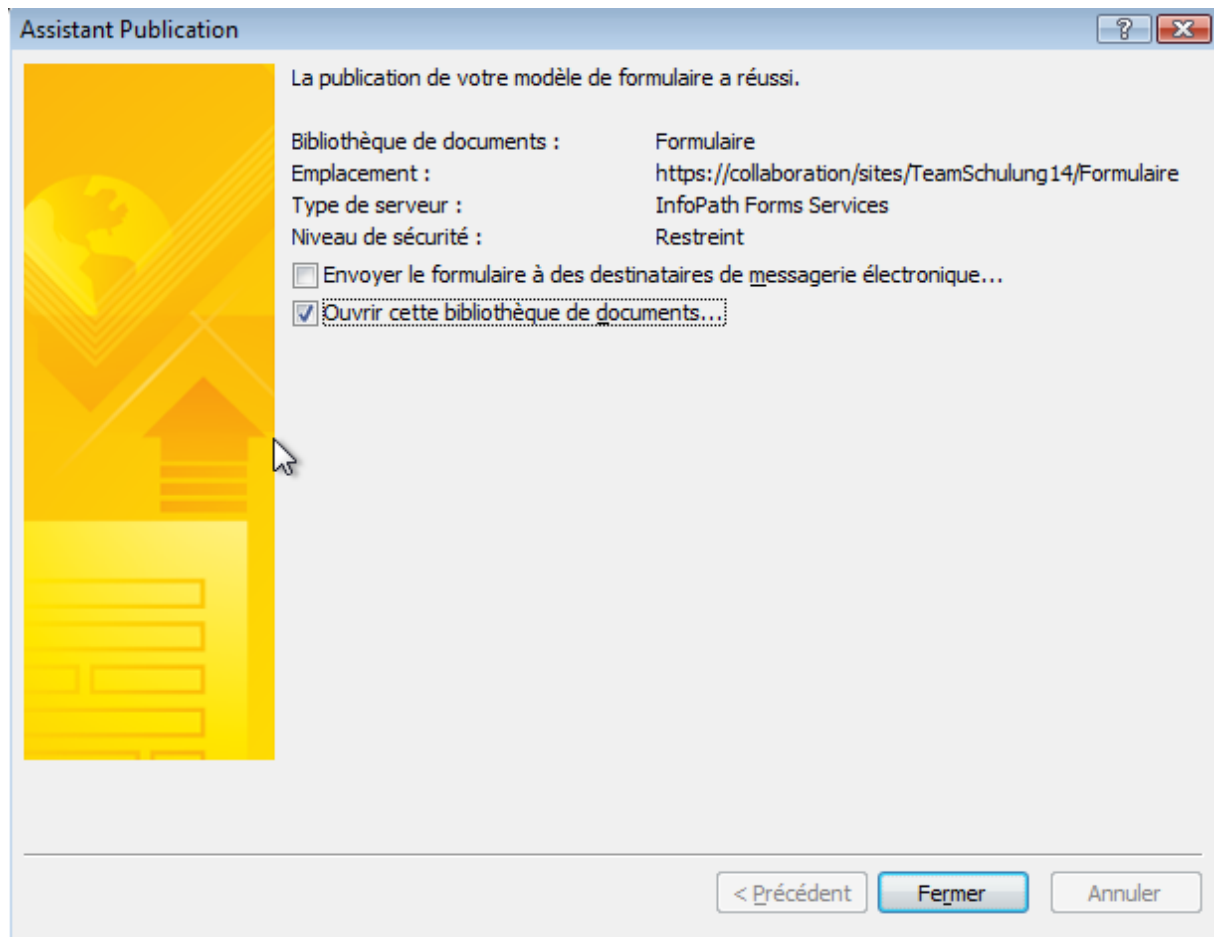 Assistant Publication
La publication de votre modèle de formulaire a réussi.
Bibliothèque de documents : Formulaire
Emplacement : https://collaboration/sites/TeamSchulung14/Formulaire
Type de serveur : InfoPath Forms Services
Niveau de sécurité : Restreint
Envoyer le formulaire à des destinataires de messagerie électronique...
Ouvrir cette bibliothèque de documents...
< Précédent Fermer Annuler